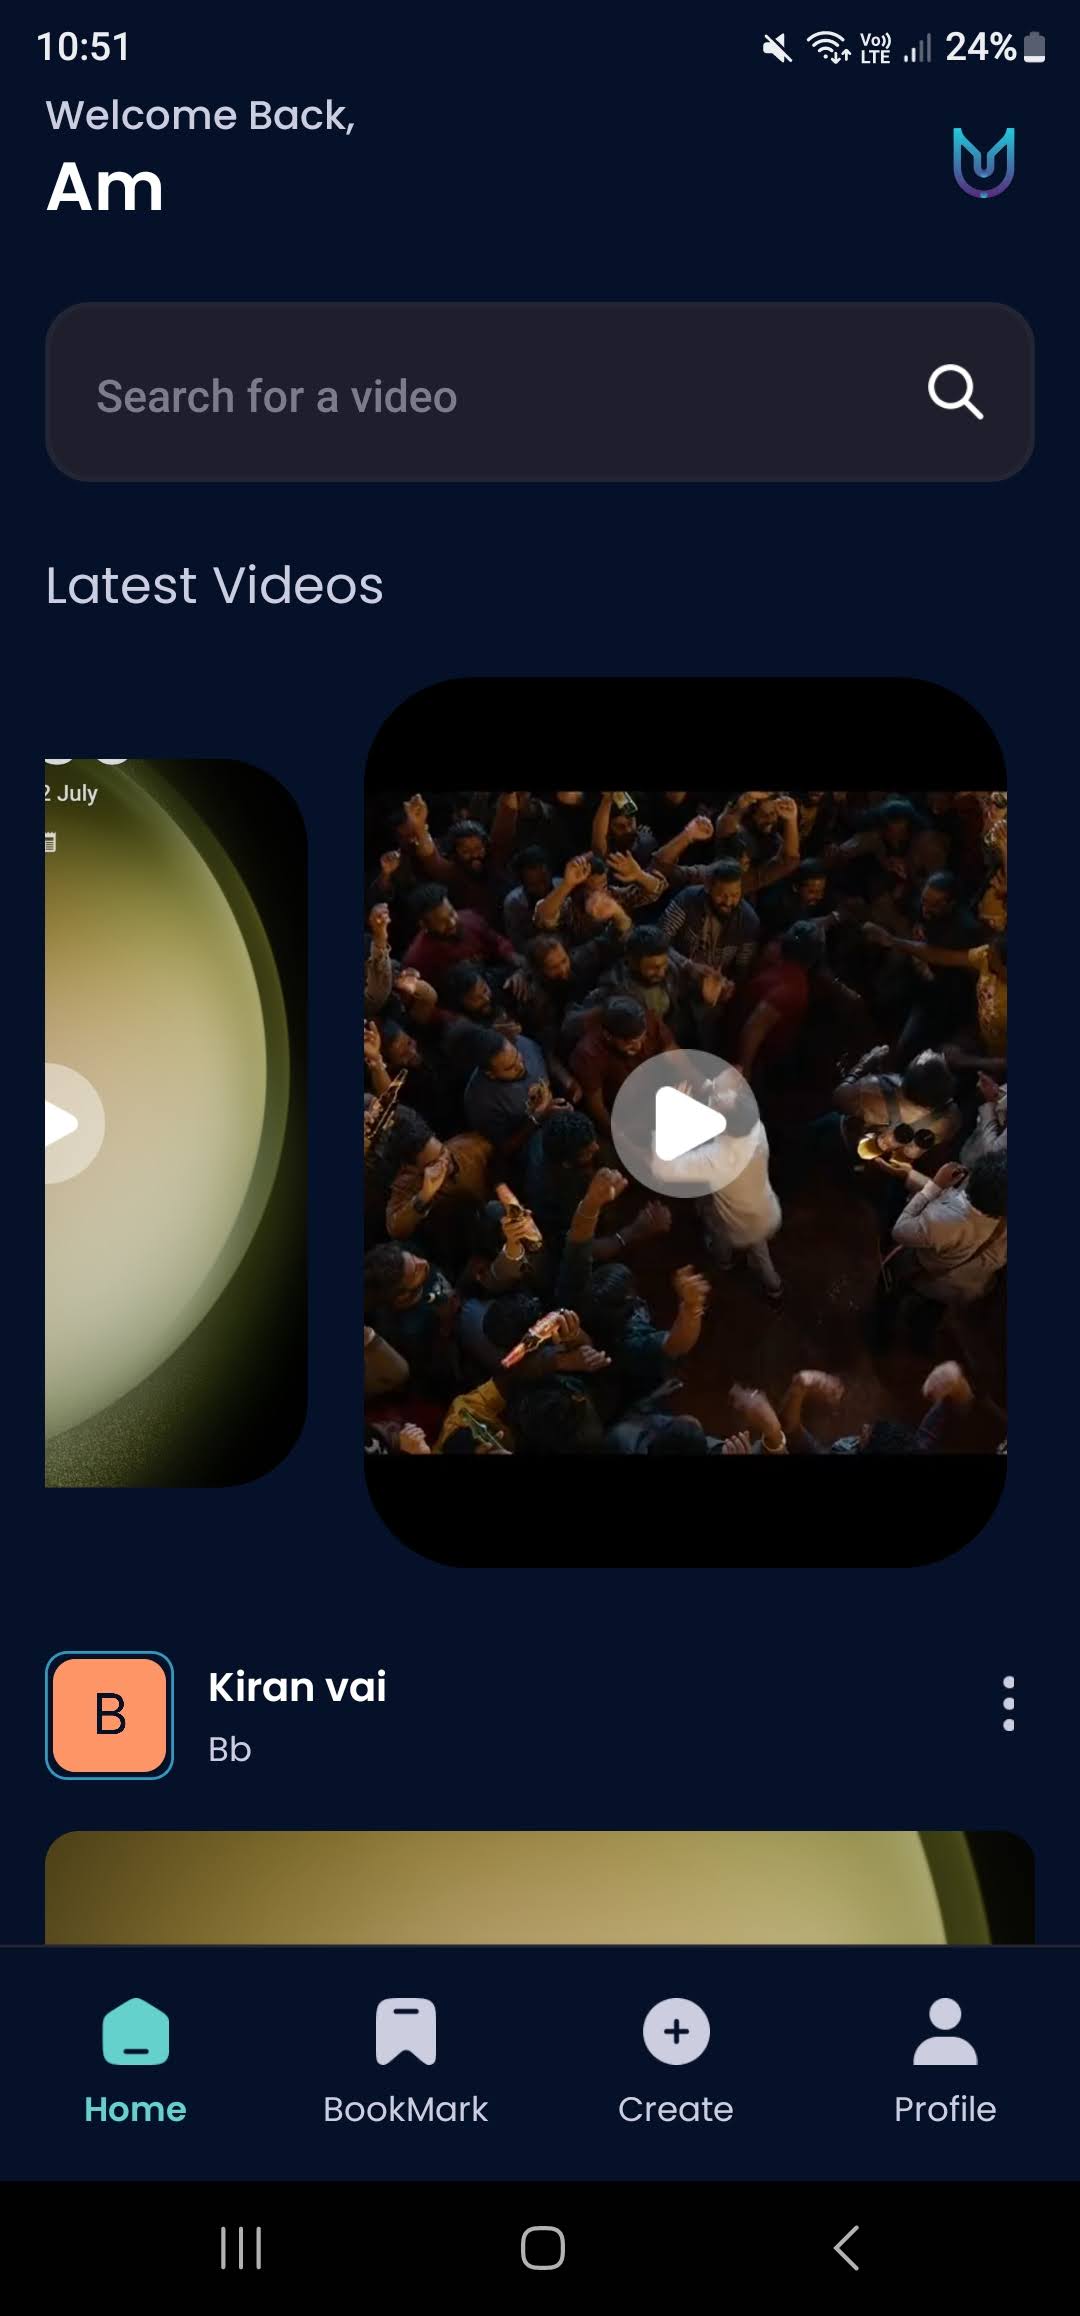 10:51
Vo)) LTE 24%
Welcome Back,
Am
Search for a video
Latest Videos
2 July
B
Kiran vai
Bb
Home
BookMark
Create
Profile